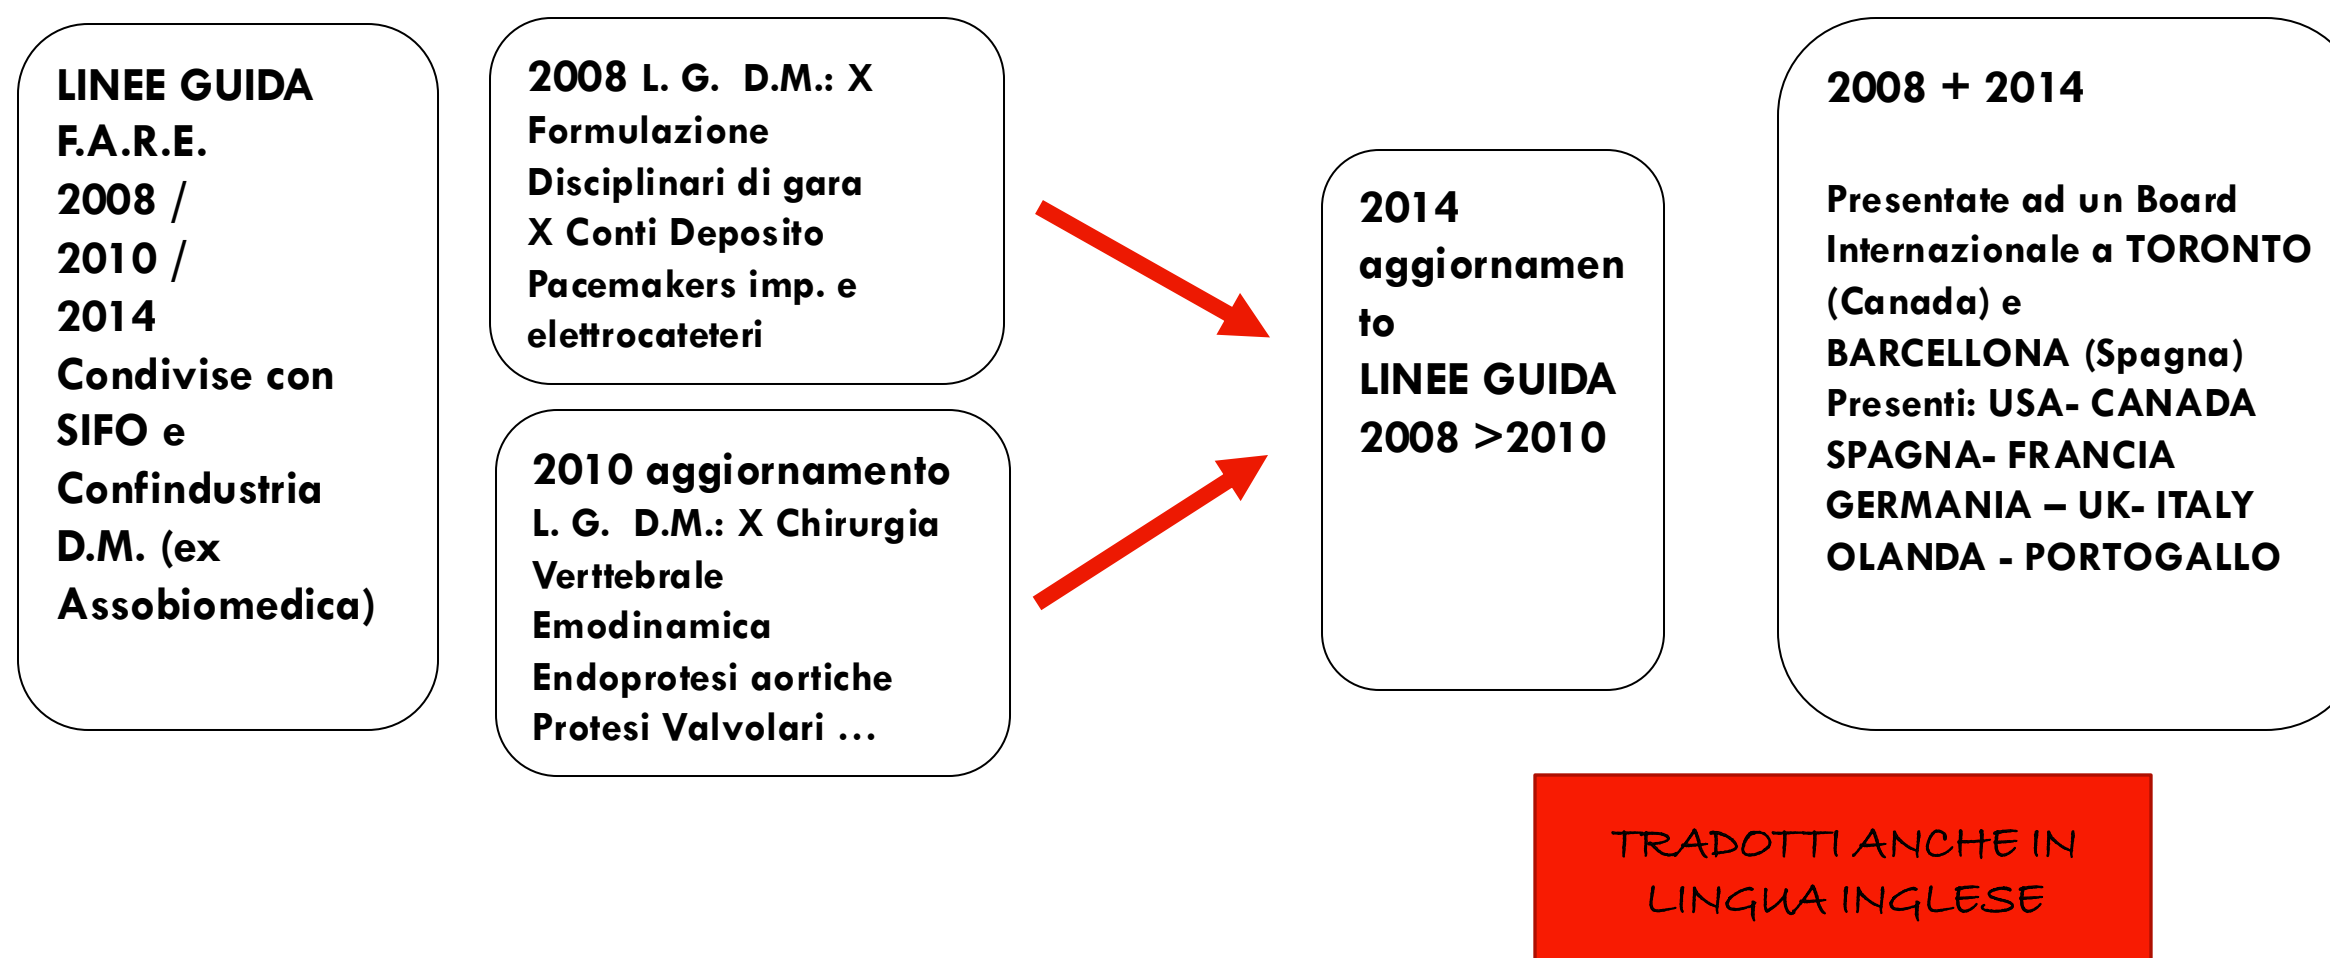 LINEE GUIDA
F.A.R.E.
2008 /
2010 /
2014
Condivise con
SIFO e
Confindustria
D.M. (ex
Assobiomedica)
2008 L. G. D.M.: X
Formulazione
Disciplinari di gara
X Conti Deposito
Pacemakers imp. e
elettrocateteri
2010 aggiornamento
L. G. D.M.: X Chirurgia
Verttebrale
Emodinamica
Endoprotesi aortiche
Protesi Valvolari ...
2014
aggiornamen
to
LINEE GUIDA
2008 >2010
2008 + 2014
Presentate ad un Board
Internazionale a TORONTO
(Canada) e
BARCELLONA (Spagna)
Presenti: USA- CANADA
SPAGNA- FRANCIA
GERMANIA – UK- ITALY
OLANDA - PORTOGALLO
TRADOTTI ANCHE IN
LINGUA INGLESE